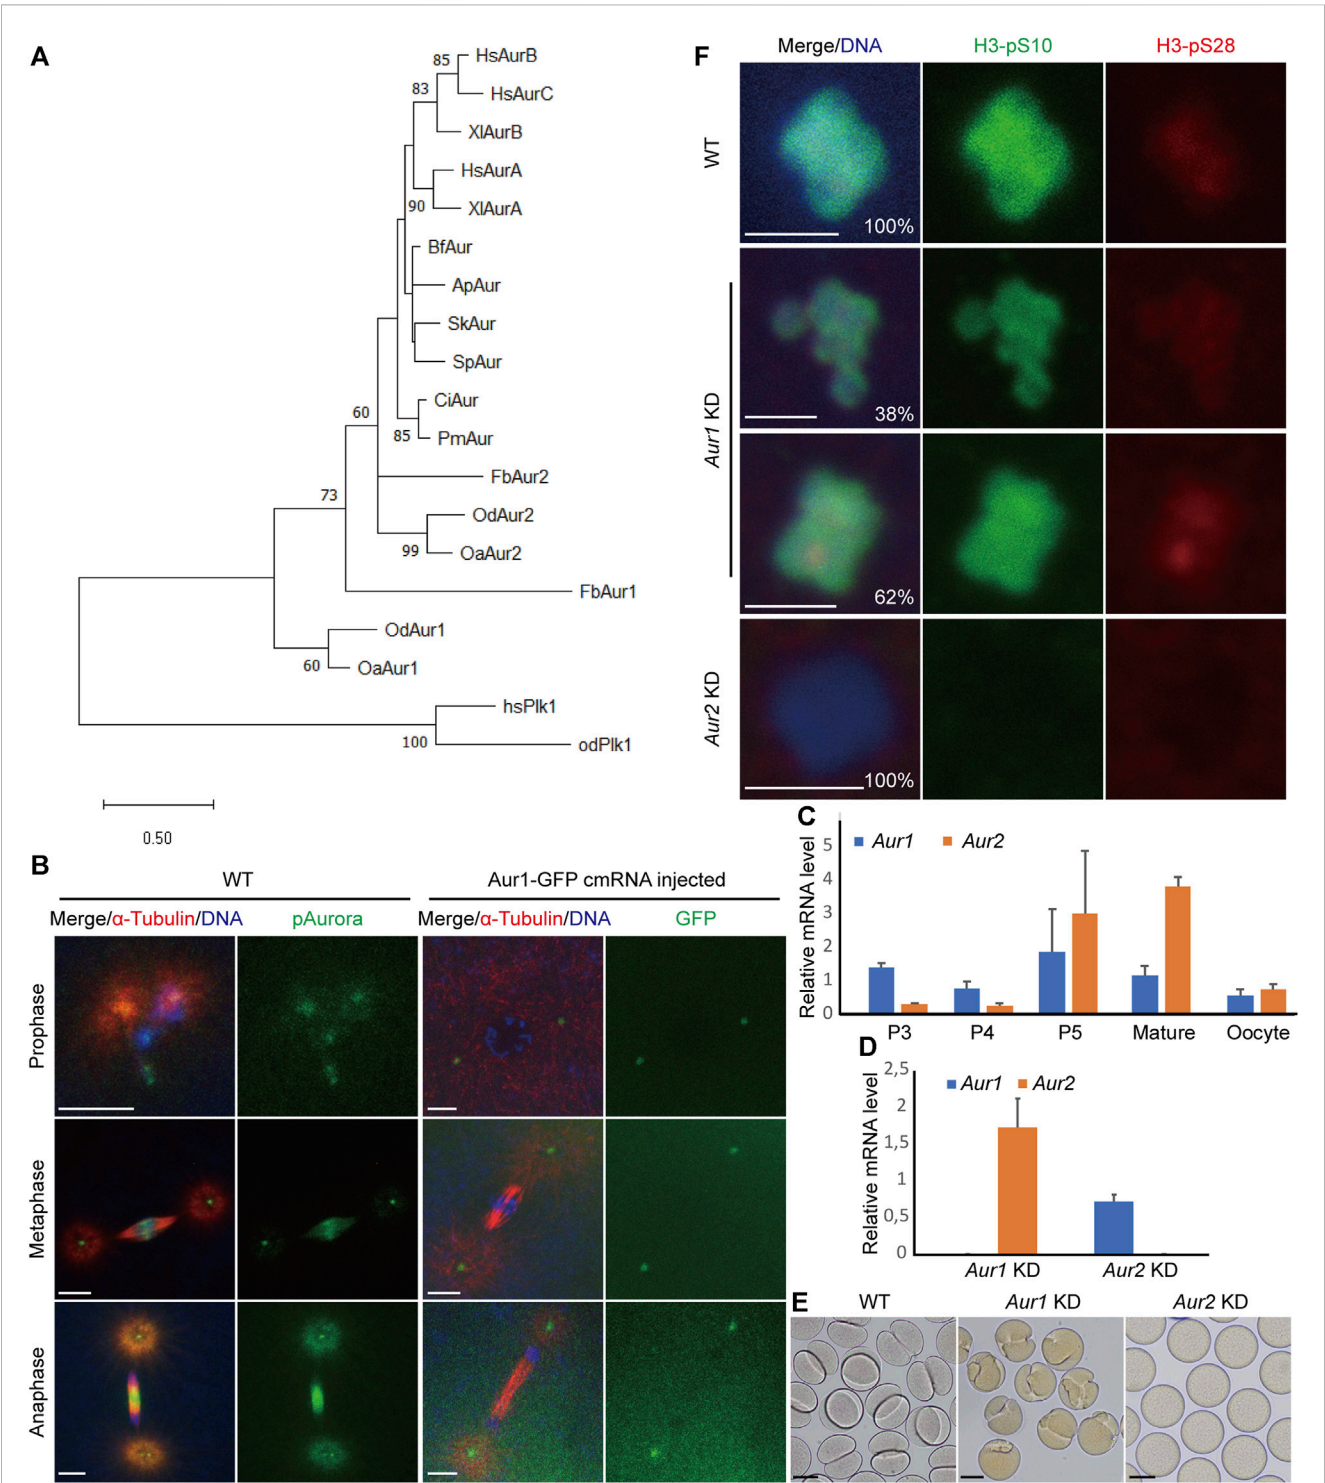 A
HsAurB
85
HsAurC
83
XlAurB
HsAurA
90
XlAurA
BfAur
ApAur
SkAur
SpAur
CiAur
60
85
PmAur
FbAur2
73
OdAur2
99
OaAur2
FbAur1
OdAur1
60
OaAur1
hsPlk1
100
odPlk1
0.50
B
WT
Aur1-GFP cmRNA injected
Merge/α-Tubulin/DNA
pAurora
Merge/α-Tubulin/DNA
GFP
Prophase
Metaphase
Anaphase
F
Merge/DNA
H3-pS10
H3-pS28
WT
100%
Aur1 KD
38%
62%
Aur2 KD
100%
C
Relative mRNA level
Aur1
Aur2
5
4
3
2
1
0
P3
P4
P5
Mature
Oocyte
D
Relative mRNA level
Aur1
Aur2
2,5
2
1,5
1
0,5
0
Aur1 KD
Aur2 KD
E
WT
Aur1 KD
Aur2 KD